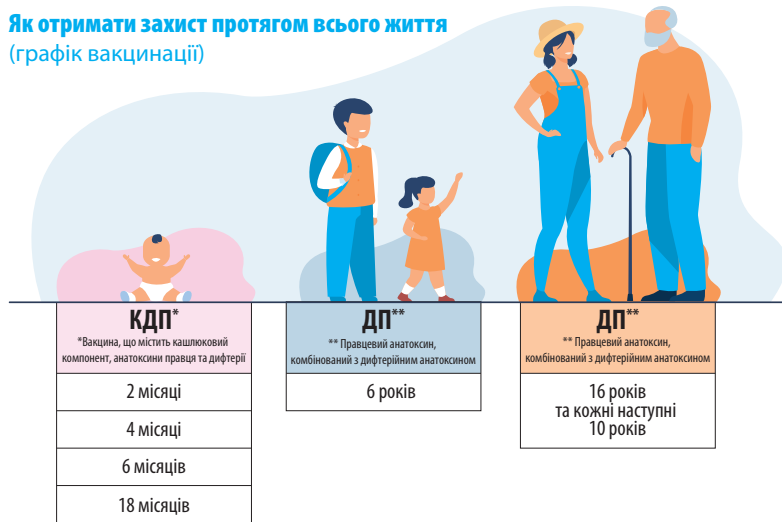 Як отримати захист протягом всього життя
(графік вакцинації)
КДП*
*Вакцина, що містить кашлюковий
компонент, анатоксини правця та дифтерії
2 місяці
4 місяці
6 місяців
18 місяців
ДП**
** Правцевий анатоксин,
комбінований з дифтерійним анатоксином
6 років
ДП**
** Правцевий анатоксин,
комбінований з дифтерійним анатоксином
16 років
та кожні наступні
10 років